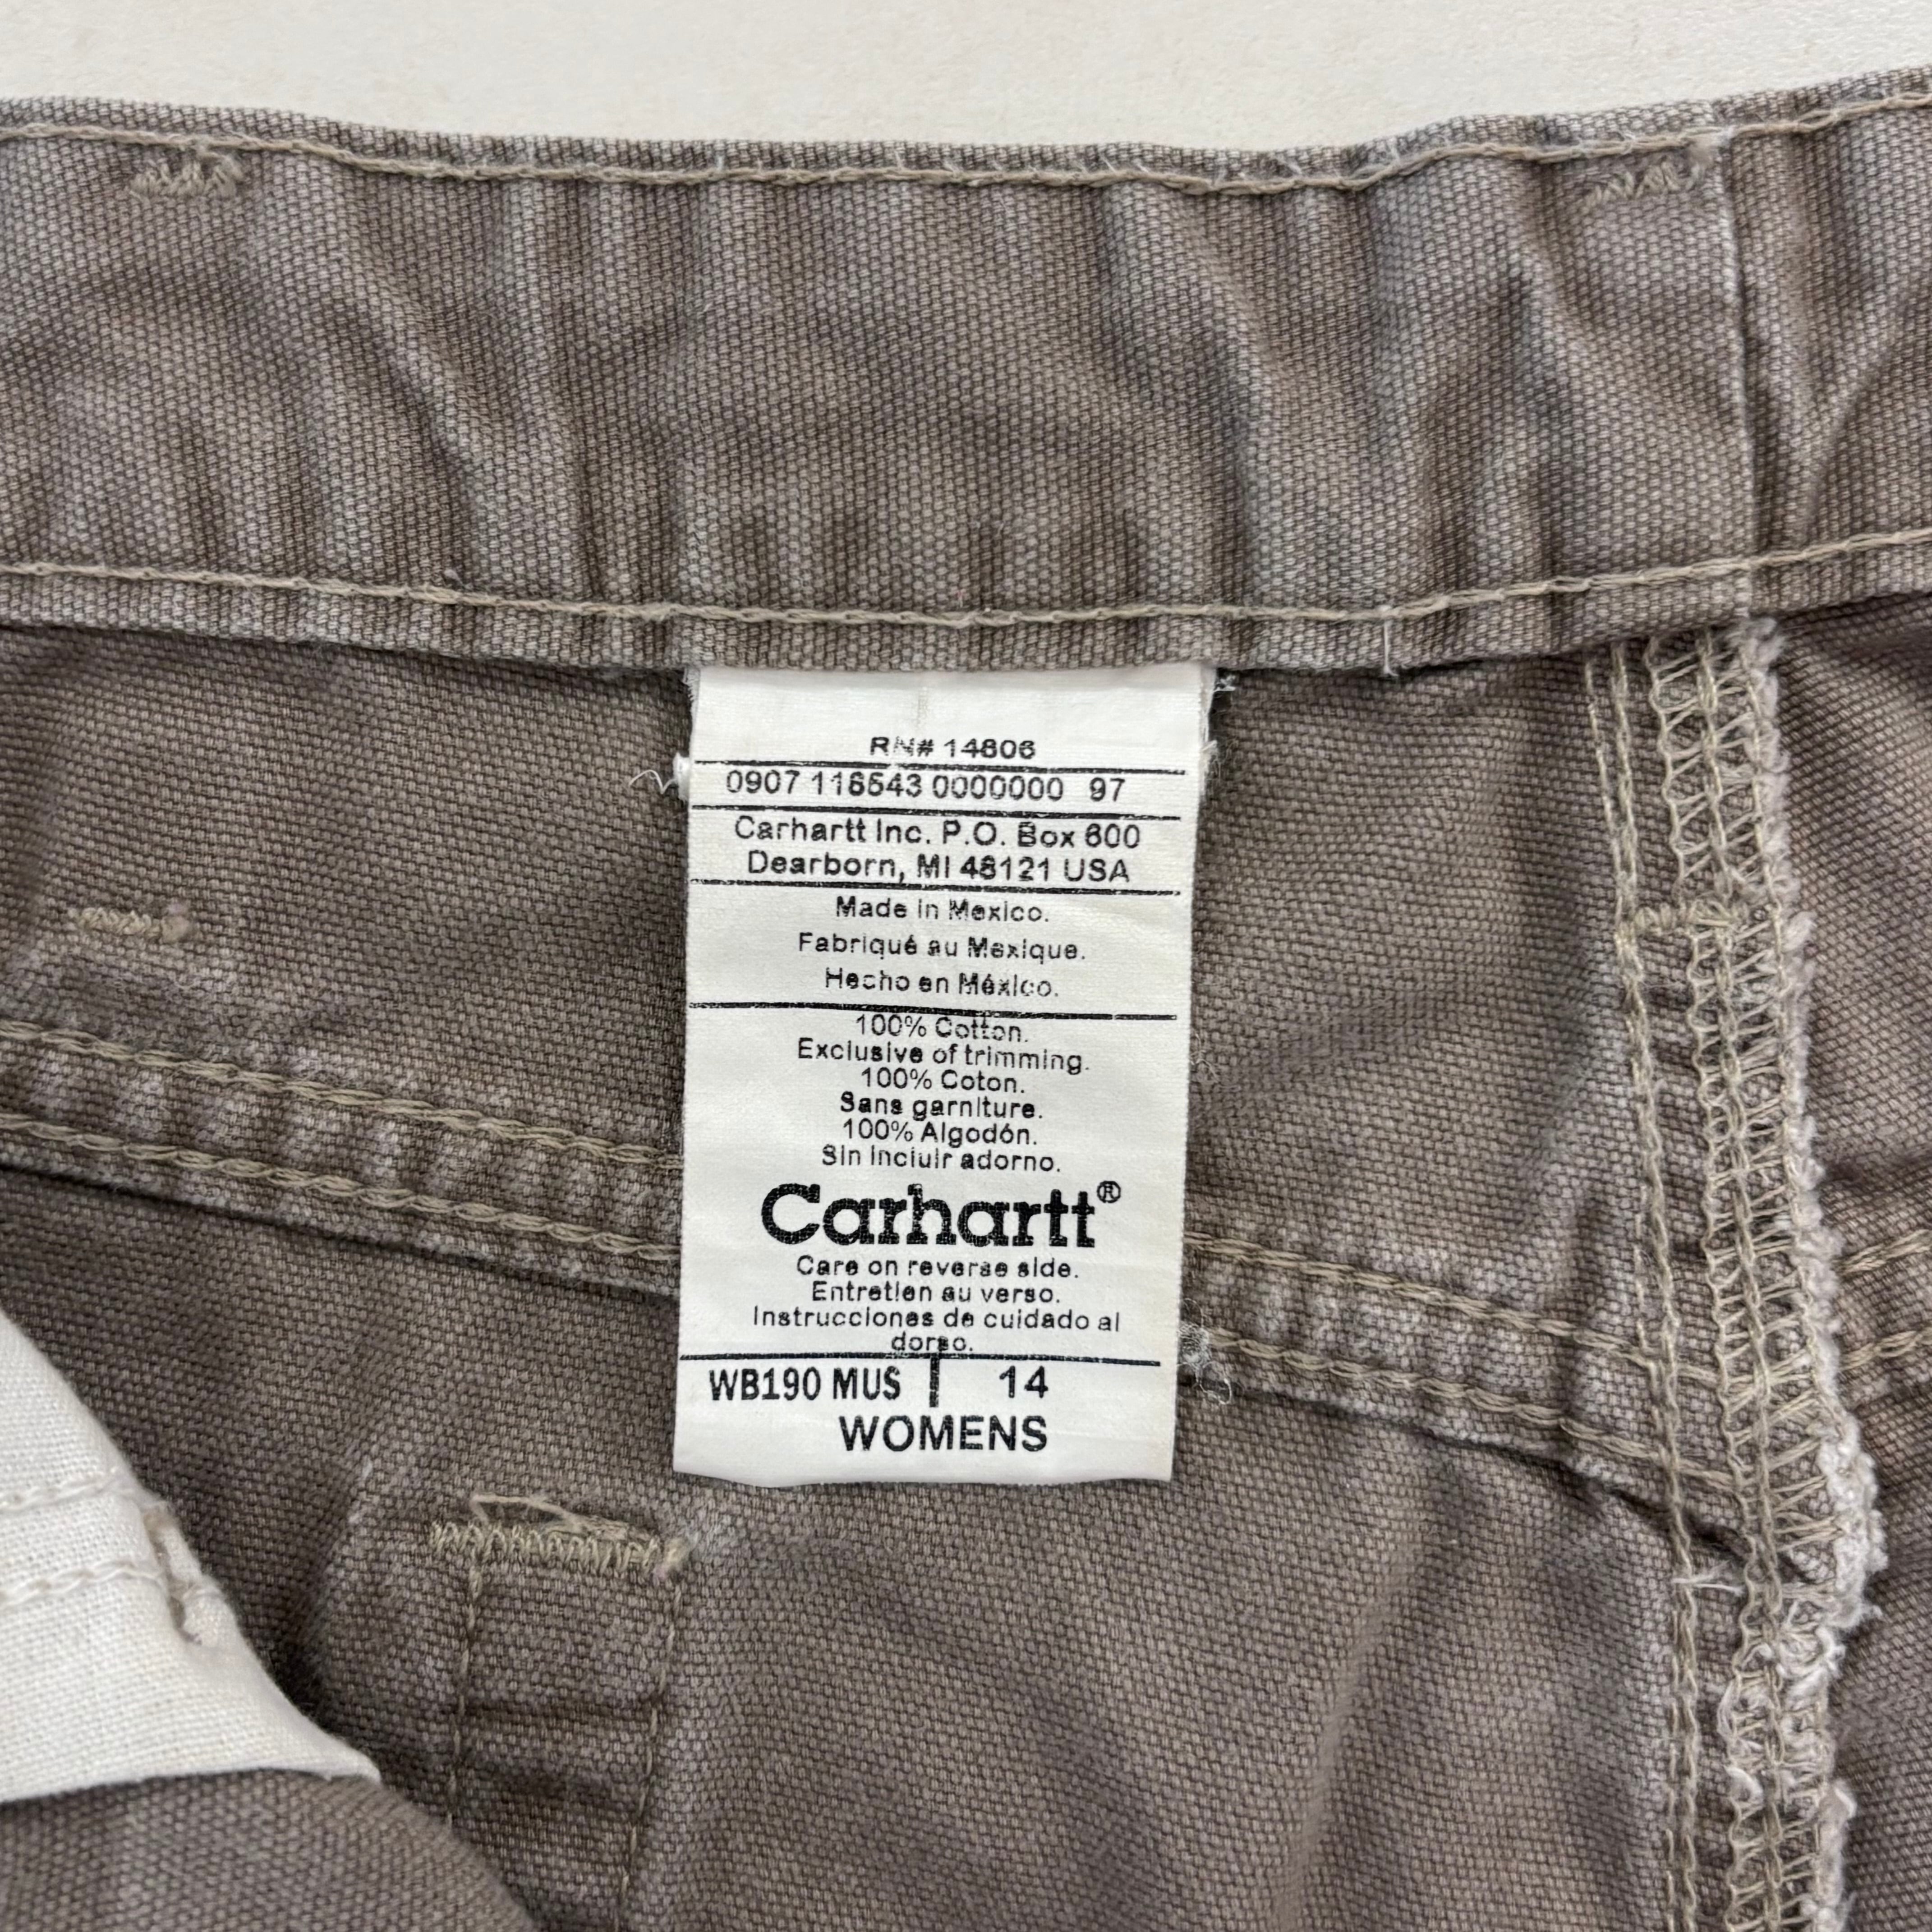 RN# 14806
0907 118543 0000000 97
Carhartt Inc. P.O. Box 600
Dearborn, MI 48121 USA
Made in Mexico.
Fabriqué au Mexique.
Hecho en México.
100% Cotton.
Exclusive of trimming.
100% Coton.
Sans garniture.
100% Algodón.
Sin incluir adorno.
Carhartt®
Care on reverse side.
Entretien au verso.
Instrucciones de cuidado al
dorso.
WB190 MUS | 14
WOMENS